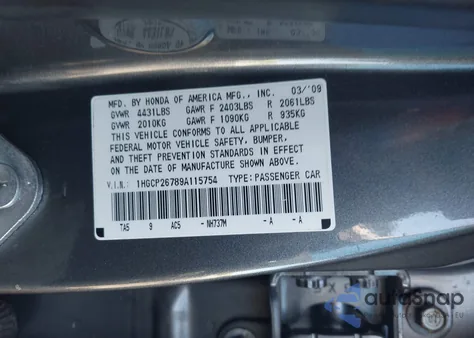 MFD. BY HONDA OF AMERICA MFG., INC. 03/'09
GVWR 4431LBS GAWR F 2403LBS R 2061LBS
GVWR 2010KG GAWR F 1090KG R 935KG
THIS VEHICLE CONFORMS TO ALL APPLICABLE
FEDERAL MOTOR VEHICLE SAFETY, BUMPER,
AND THEFT PREVENTION STANDARDS IN EFFECT
ON THE DATE OF MANUFACTURE SHOWN ABOVE.
V.I.N.: 1HGCP26789A115754 TYPE: PASSENGER CAR
TA5 9 AC5 -NH737M -A -A
autoSnap